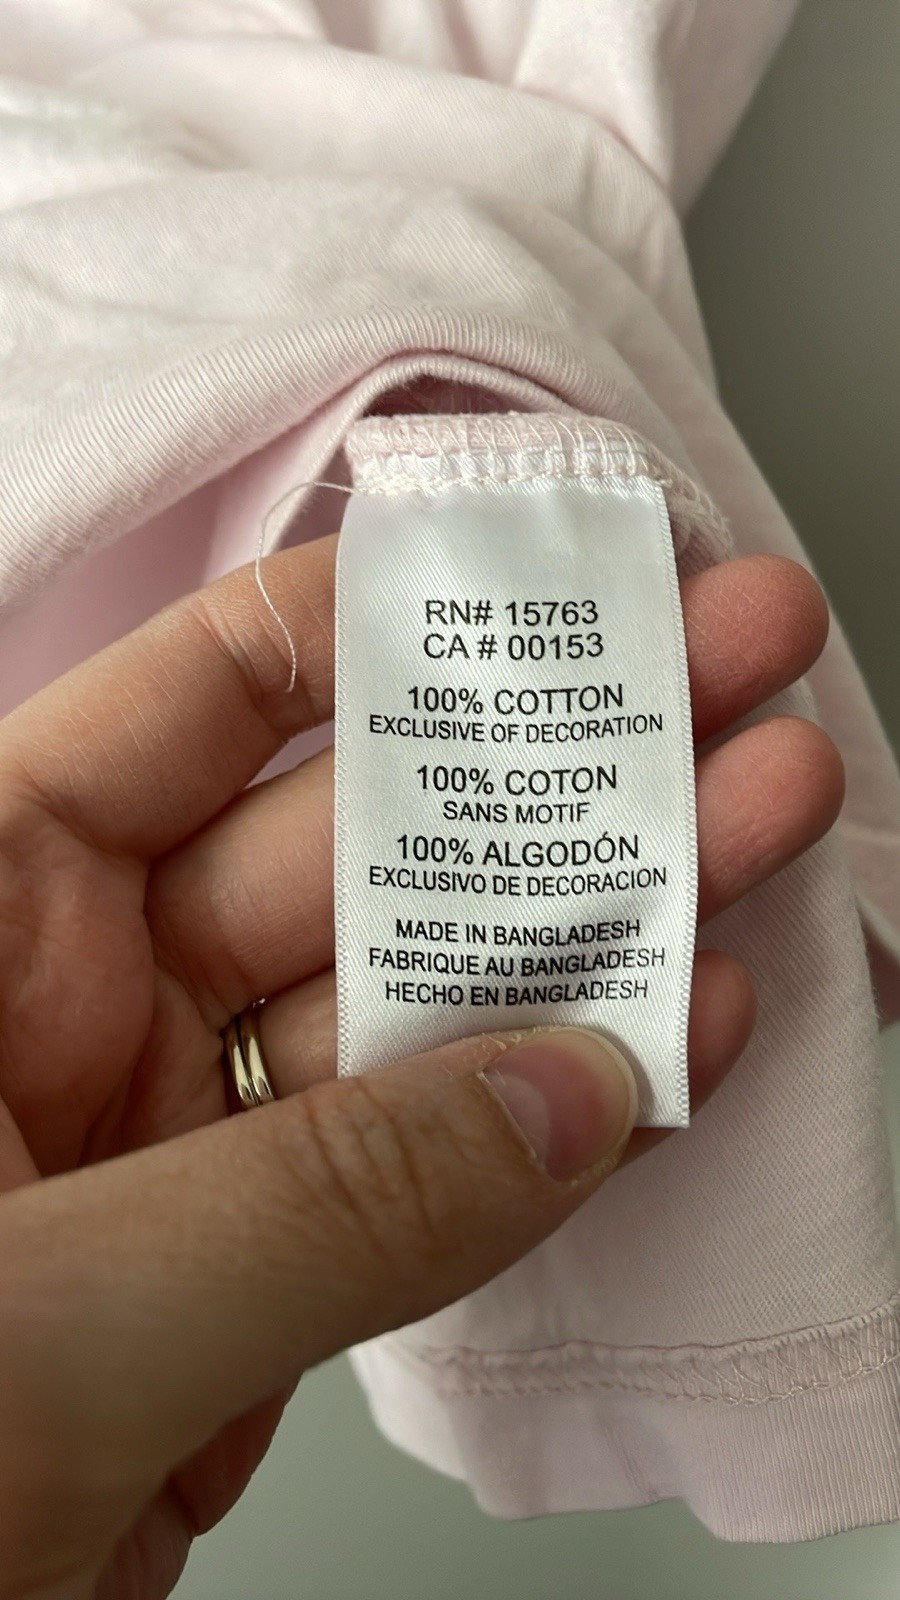 RN# 15763
CA # 00153
100% COTTON
EXCLUSIVE OF DECORATION
100% COTON
SANS MOTIF
100% ALGODÓN
EXCLUSIVO DE DECORACION
MADE IN BANGLADESH
FABRIQUE AU BANGLADESH
HECHO EN BANGLADESH